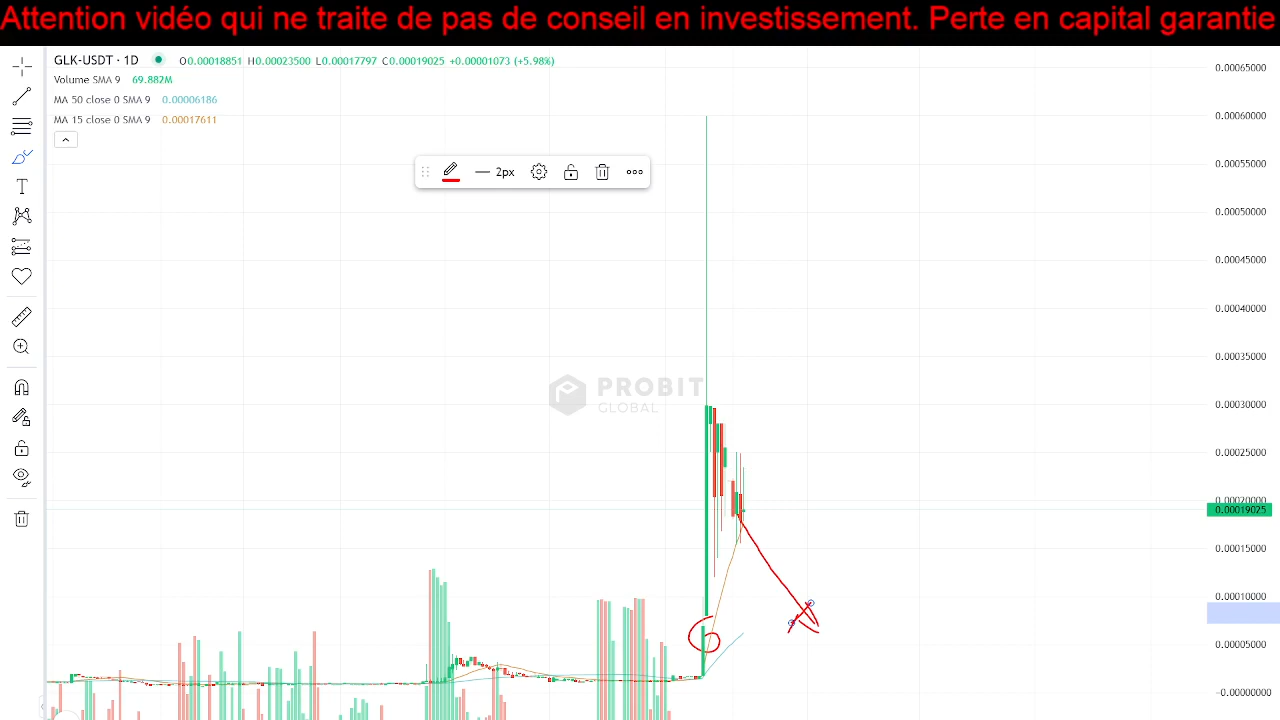 Attention vidéo qui ne traite de pas de conseil en investissement. Perte en capital garantie
GLK-USDT · 1D O0.00018851 H0.00023500 L0.00017797 C0.00019025 +0.00001073 (+5.98%)
Volume SMA 9 69.882M
MA 50 close 0 SMA 9 0.00006186
MA 15 close 0 SMA 9 0.00017611
2px
T
PROBIT
GLOBAL
0.00065000
0.00060000
0.00055000
0.00050000
0.00045000
0.00040000
0.00035000
0.00030000
0.00025000
0.00020000
0.00019025
0.00015000
0.00010000
0.00005000
-0.00000000